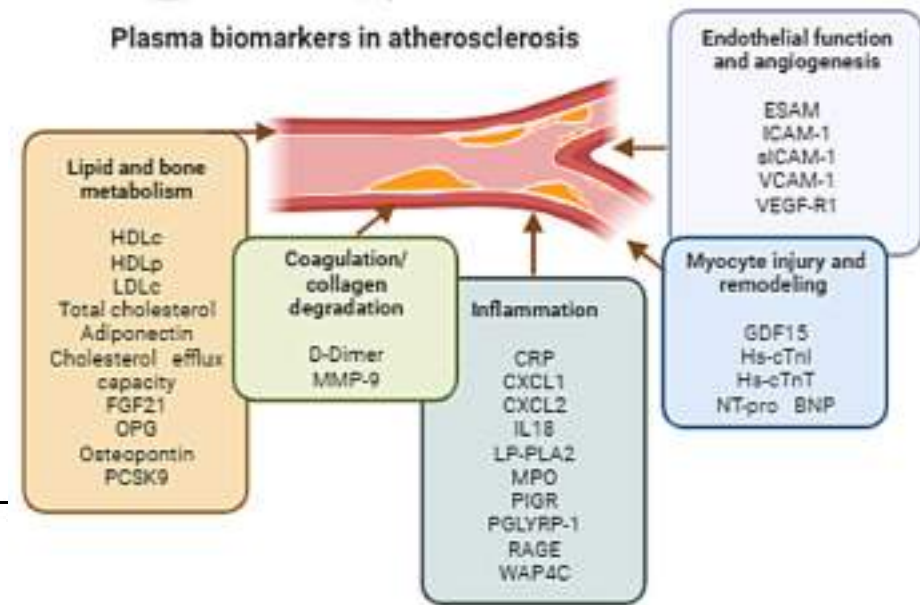 Plasma biomarkers in atherosclerosis
Lipid and bone
metabolism
HDLc
HDLp
LDLc
Total cholesterol
Adiponectin
Cholesterol efflux
capacity
FGF21
OPG
Osteopontin
PCSK9
Coagulation/
collagen
degradation
D-Dimer
MMP-9
Inflammation
CRP
CXCL1
CXCL2
IL18
LP-PLA2
MPO
PIGR
PGLYRP-1
RAGE
WAP4C
Endothelial function
and angiogenesis
ESAM
ICAM-1
sICAM-1
VCAM-1
VEGF-R1
Myocyte injury and
remodeling
GDF15
Hs-cTnI
Hs-cTnT
NT-pro BNP